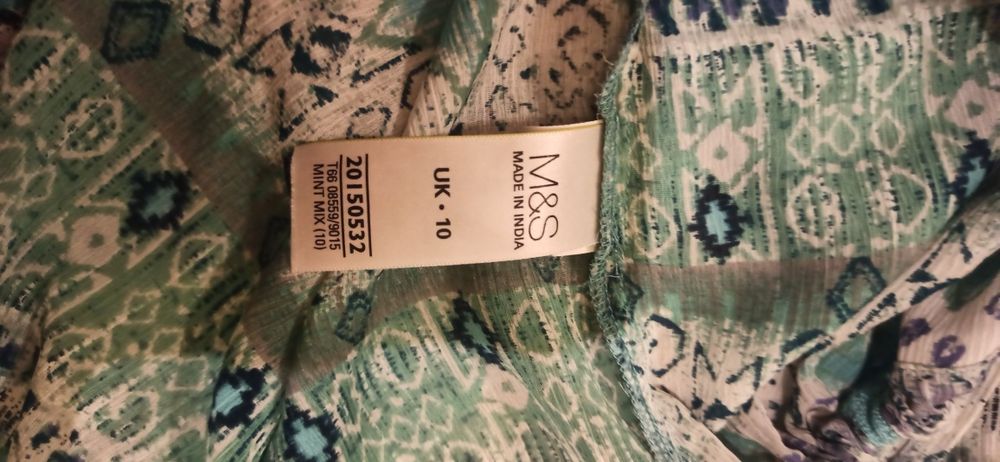 M&S
MADE IN INDIA
UK • 10
20150532
T66 08559/9015
MINT MIX (10)